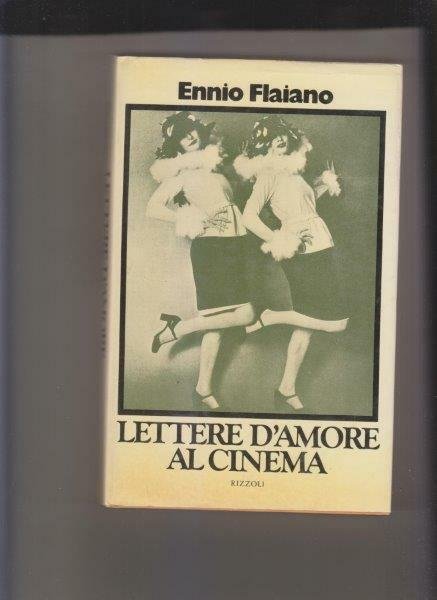 Ennio Flaiano
LETTERE D'AMORE
AL CINEMA
RIZZOLI